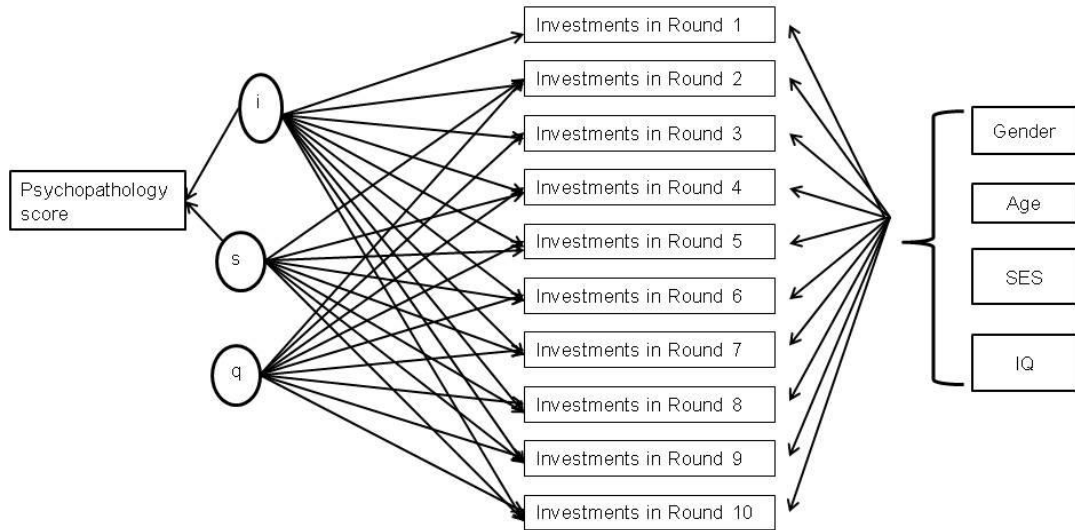 Investments in Round 1
Investments in Round 2
Investments in Round 3
Investments in Round 4
Investments in Round 5
Investments in Round 6
Investments in Round 7
Investments in Round 8
Investments in Round 9
Investments in Round 10
i
s
q
Psychopathology
score
Gender
Age
SES
IQ